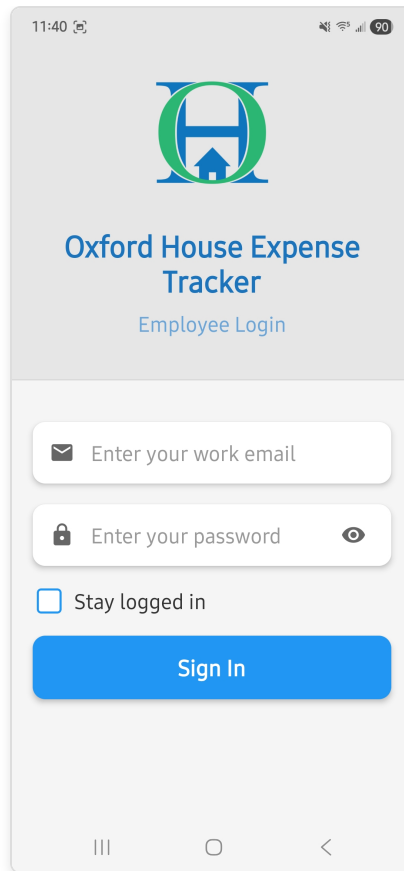 11:40
90
Oxford House Expense
Tracker
Employee Login
Enter your work email
Enter your password
Stay logged in
Sign In